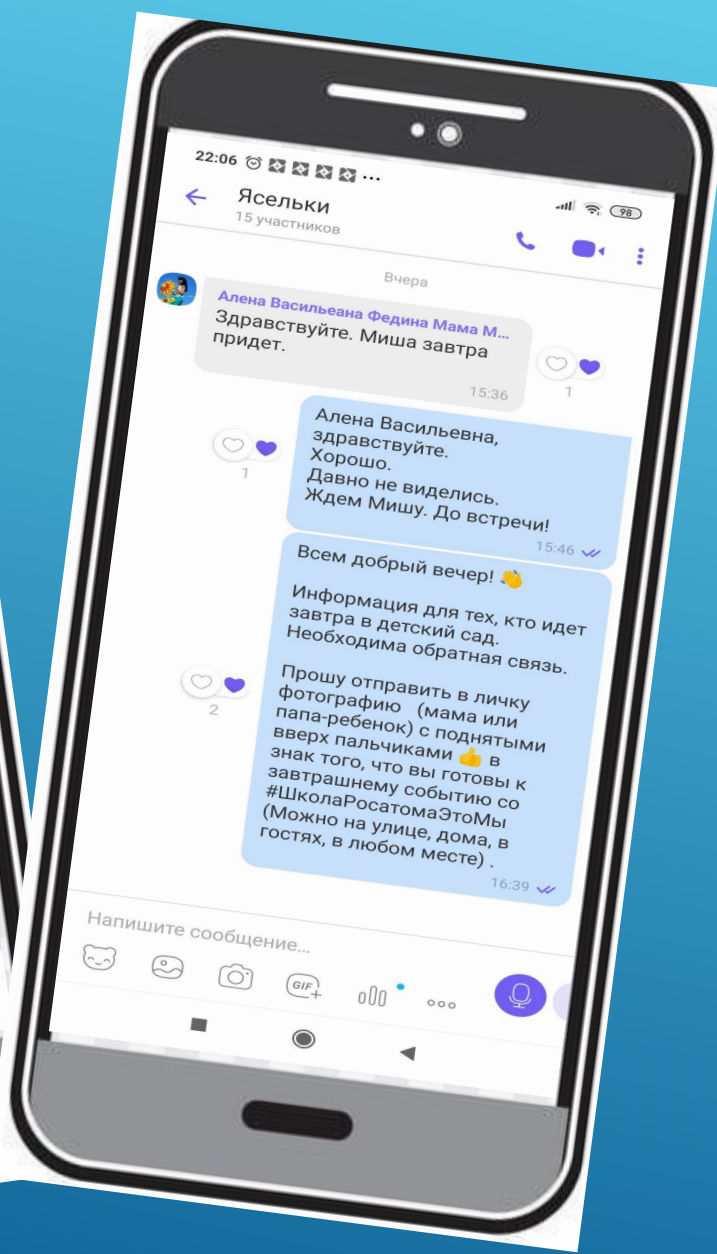 22:06
98
Ясельки
15 участников
Вчера
Алена Васильеана Федина Мама М...
Здравствуйте. Миша завтра
придет.
15:36
1
Алена Васильевна,
здравствуйте.
Хорошо.
Давно не виделись.
Ждем Мишу. До встречи!
15:46
1
Всем добрый вечер! 👏
Информация для тех, кто идет
завтра в детский сад.
Необходима обратная связь.
Прошу отправить в личку
фотографию (мама или
папа-ребенок) с поднятыми
вверх пальчиками 👍 в
знак того, что вы готовы к
завтрашнему событию со
#ШколаРосатомаЭтоМы
(Можно на улице, дома, в
гостях, в любом месте) .
16:39
2
Напишите сообщение...
GIF